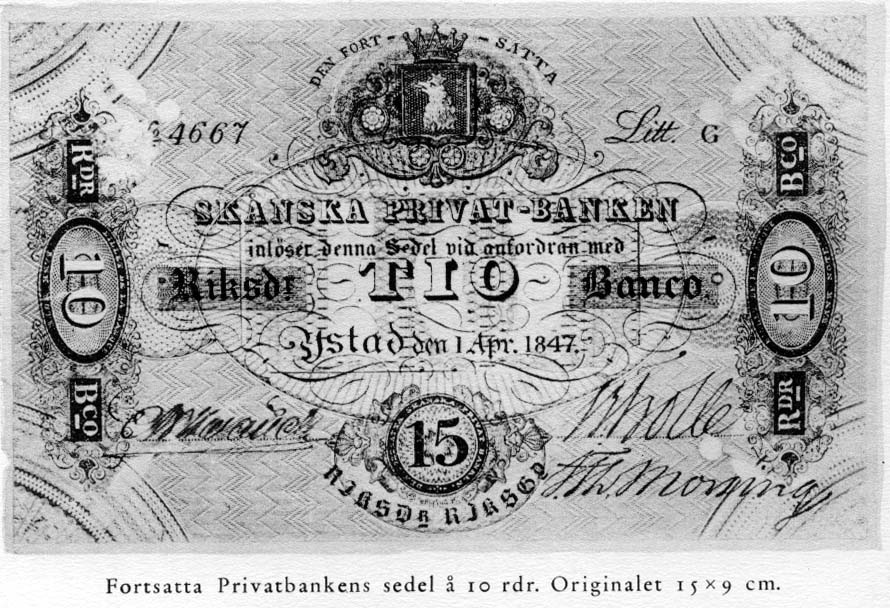 DEN FORT-SATTA
4667
Litt. G
SKÅNSKA PRIVAT-BANKEN
inlöser denna Sedel vid anfordran med
Riksdr TIO Banco
Ystad den 1 Apr. 1847.
RDR 10 BCO
BCO 10 RDR
15
RIKSDR RIKSGD
Fortsatta Privatbankens sedel å 10 rdr. Originalet 15×9 cm.